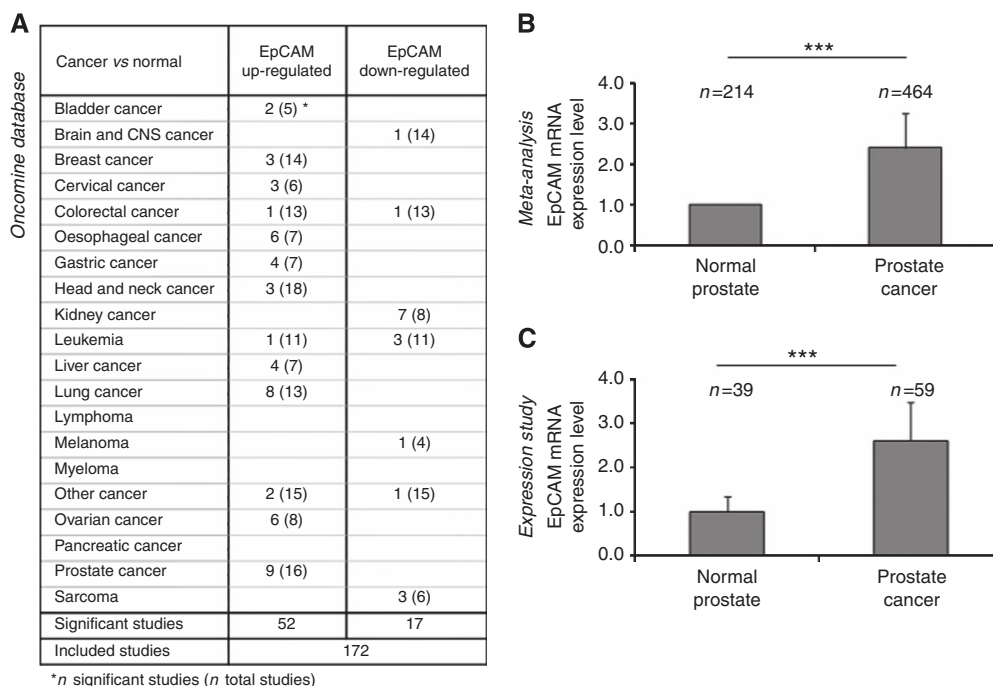 A
Oncomine database
Cancer vs normal
EpCAM
up-regulated
EpCAM
down-regulated
Bladder cancer 2 (5) *
Brain and CNS cancer 1 (14)
Breast cancer 3 (14)
Cervical cancer 3 (6)
Colorectal cancer 1 (13) 1 (13)
Oesophageal cancer 6 (7)
Gastric cancer 4 (7)
Head and neck cancer 3 (18)
Kidney cancer 7 (8)
Leukemia 1 (11) 3 (11)
Liver cancer 4 (7)
Lung cancer 8 (13)
Lymphoma
Melanoma 1 (4)
Myeloma
Other cancer 2 (15) 1 (15)
Ovarian cancer 6 (8)
Pancreatic cancer
Prostate cancer 9 (16)
Sarcoma 3 (6)
Significant studies 52 17
Included studies 172
*n significant studies (n total studies)
B
Meta-analysis
EpCAM mRNA
expression level
4.0
3.0
2.0
1.0
0.0
***
n=214 n=464
Normal
prostate
Prostate
cancer
C
Expression study
EpCAM mRNA
expression level
4.0
3.0
2.0
1.0
0.0
***
n=39 n=59
Normal
prostate
Prostate
cancer